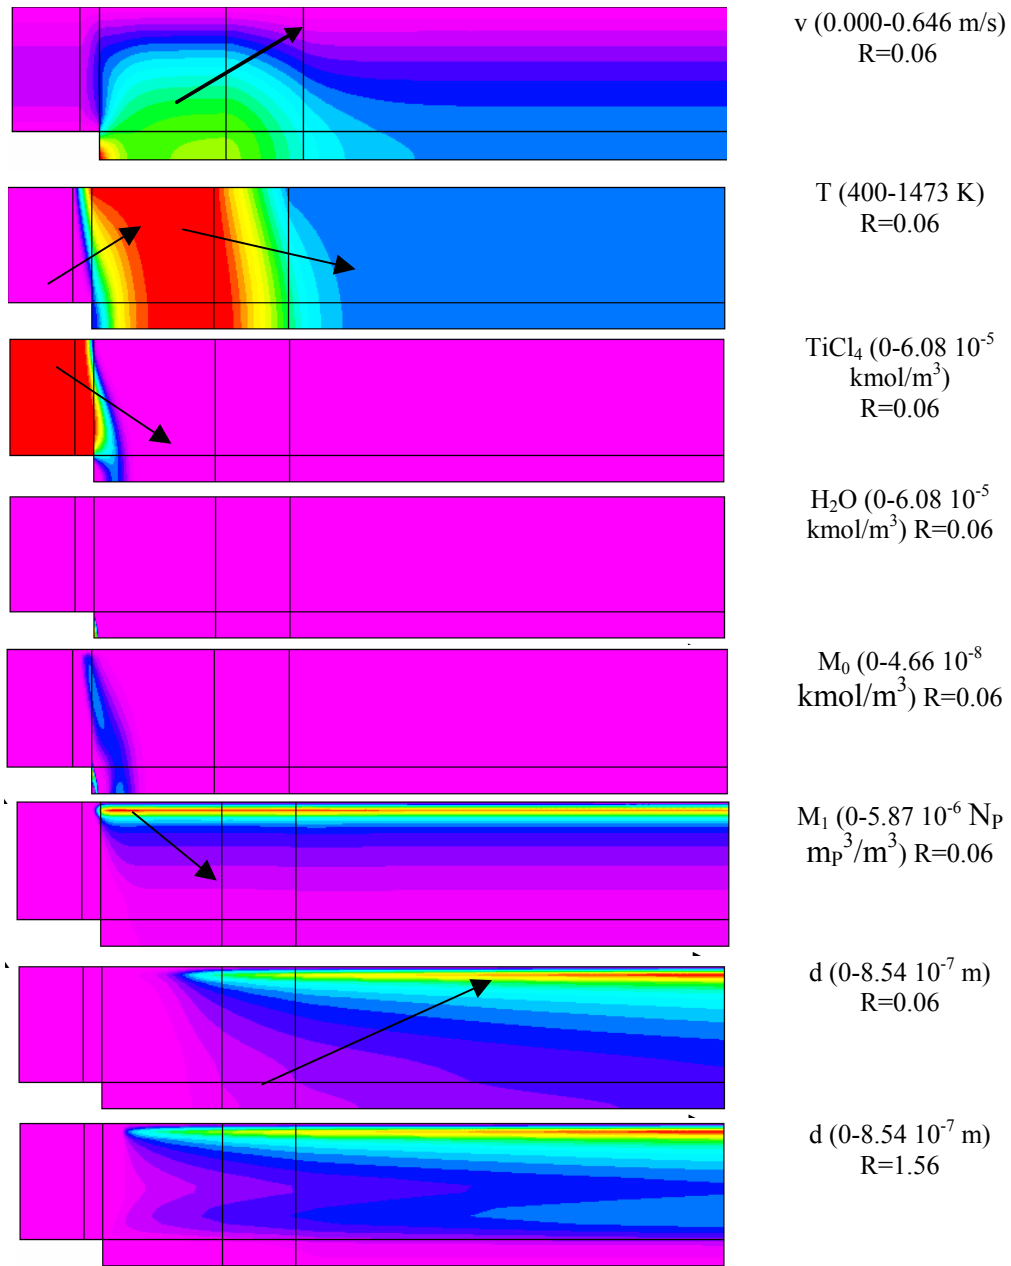 v (0.000-0.646 m/s)
R=0.06
T (400-1473 K)
R=0.06
TiCl₄ (0-6.08 10⁻⁵
kmol/m³)
R=0.06
H₂O (0-6.08 10⁻⁵
kmol/m³) R=0.06
M₀ (0-4.66 10⁻⁸
kmol/m³) R=0.06
M₁ (0-5.87 10⁻⁶ Nₚ
mₚ³/m³) R=0.06
d (0-8.54 10⁻⁷ m)
R=0.06
d (0-8.54 10⁻⁷ m)
R=1.56